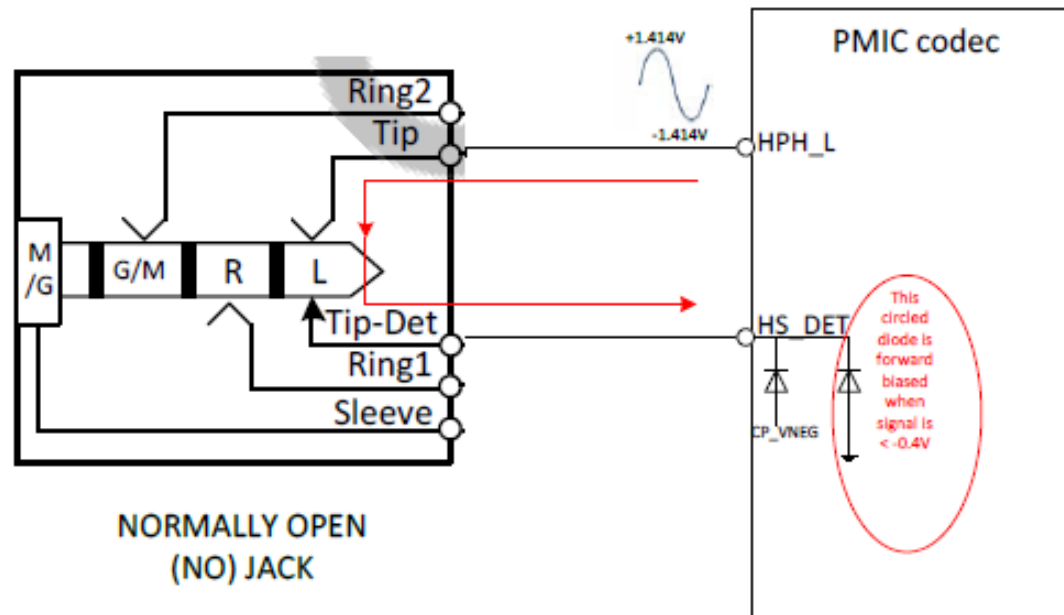 +1.414V
-1.414V
PMIC codec
Ring2
Tip
HPH_L
M
/G
G/M
R
L
Tip-Det
Ring1
Sleeve
HS_DET
CP_VNEG
This
circled
diode is
forward
biased
when
signal is
< -0.4V
NORMALLY OPEN
(NO) JACK